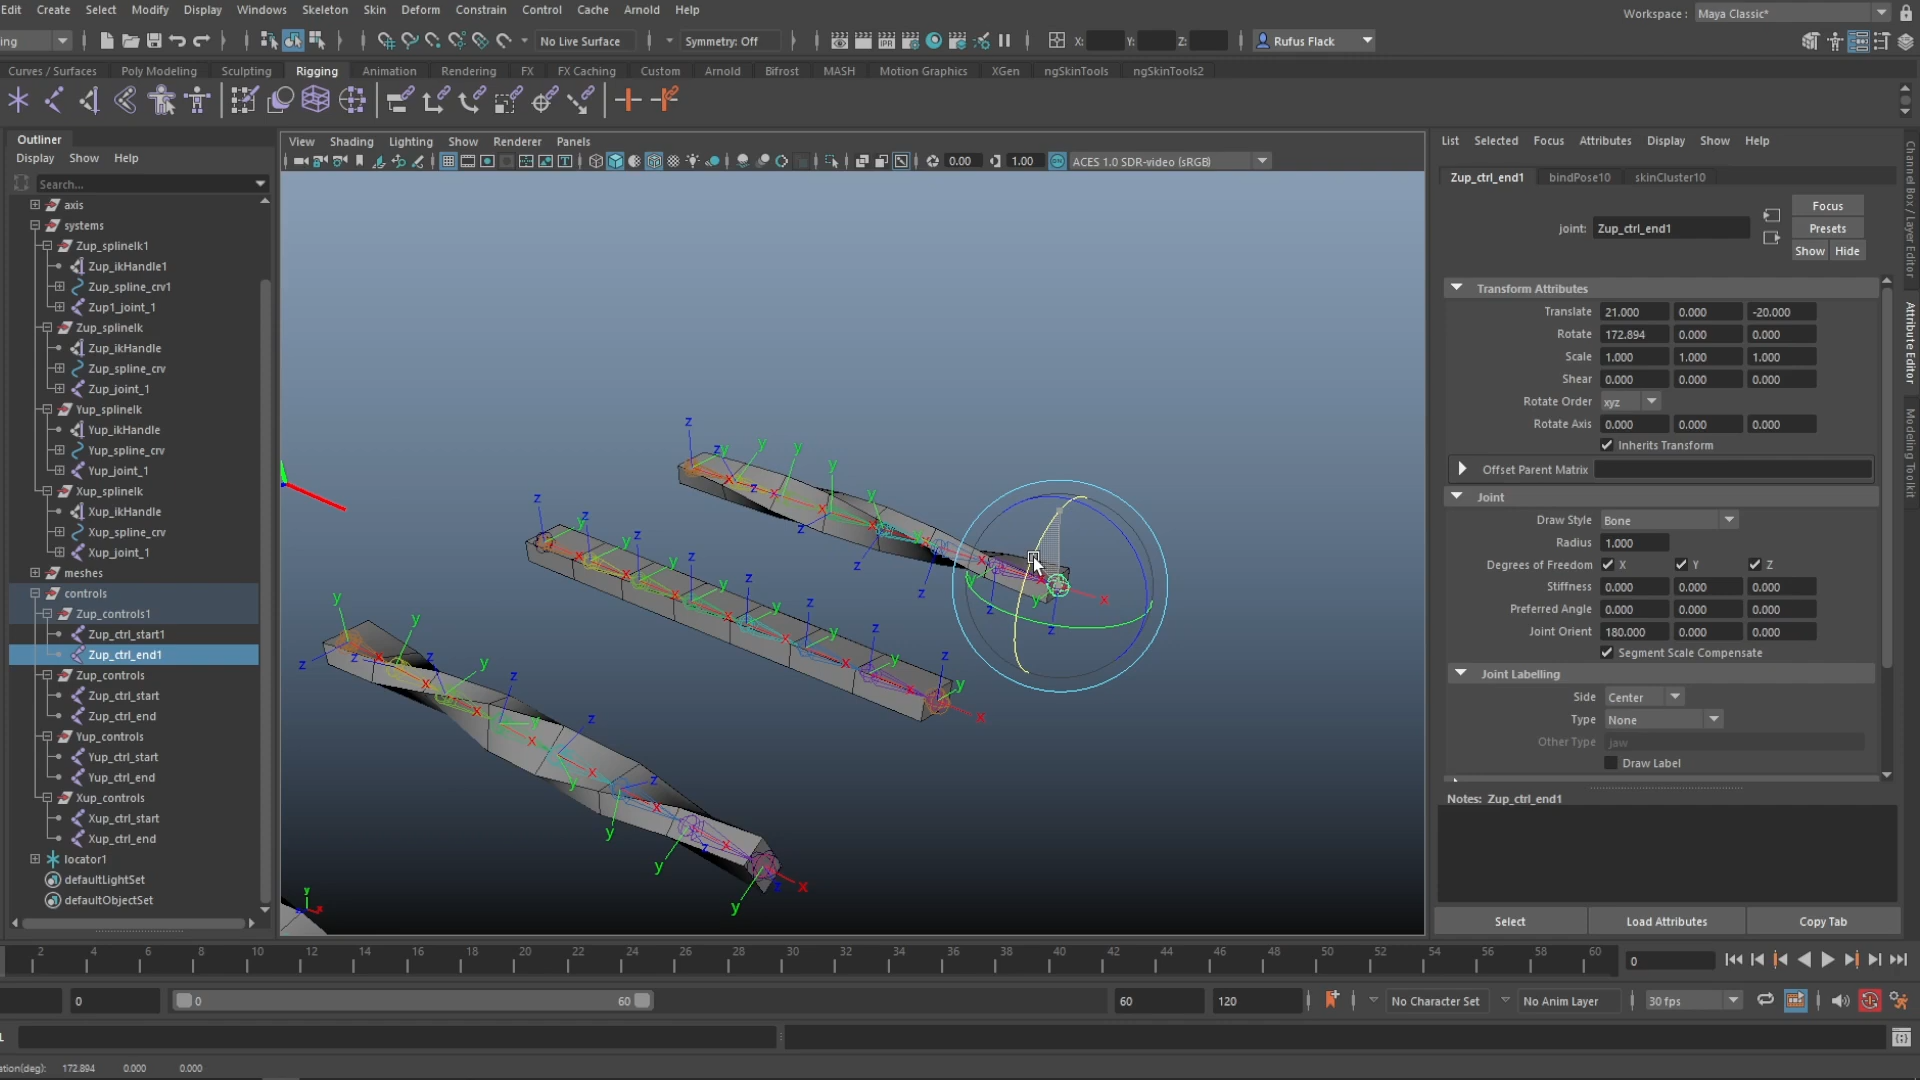 Edit Create Select Modify Display Windows Skeleton Skin Deform Constrain Control Cache Arnold Help
Workspace : Maya Classic*
ing No Live Surface Symmetry: Off IPR X: Y: Z: Rufus Flack
Curves / Surfaces Poly Modeling Sculpting Rigging Animation Rendering FX FX Caching Custom Arnold Bifrost MASH Motion Graphics XGen ngSkinTools ngSkinTools2
Outliner
Display Show Help
Search...
axis
systems
Zup_splineIk1
Zup_ikHandle1
Zup_spline_crv1
Zup1_joint_1
Zup_splineIk
Zup_ikHandle
Zup_spline_crv
Zup_joint_1
Yup_splineIk
Yup_ikHandle
Yup_spline_crv
Yup_joint_1
Xup_splineIk
Xup_ikHandle
Xup_spline_crv
Xup_joint_1
meshes
controls
Zup_controls1
Zup_ctrl_start1
Zup_ctrl_end1
Zup_controls
Zup_ctrl_start
Zup_ctrl_end
Yup_controls
Yup_ctrl_start
Yup_ctrl_end
Xup_controls
Xup_ctrl_start
Xup_ctrl_end
locator1
defaultLightSet
defaultObjectSet
View Shading Lighting Show Renderer Panels
0.00 1.00 ACES 1.0 SDR-video (sRGB)
List Selected Focus Attributes Display Show Help
Zup_ctrl_end1 bindPose10 skinCluster10
Focus
joint: Zup_ctrl_end1 Presets
Show Hide
Transform Attributes
Translate 21.000 0.000 -20.000
Rotate 172.894 0.000 0.000
Scale 1.000 1.000 1.000
Shear 0.000 0.000 0.000
Rotate Order xyz
Rotate Axis 0.000 0.000 0.000
Inherits Transform
Offset Parent Matrix
Joint
Draw Style Bone
Radius 1.000
Degrees of Freedom X Y Z
Stiffness 0.000 0.000 0.000
Preferred Angle 0.000 0.000 0.000
Joint Orient 180.000 0.000 0.000
Segment Scale Compensate
Joint Labelling
Side Center
Type None
Other Type jaw
Draw Label
Notes: Zup_ctrl_end1
Select Load Attributes Copy Tab
Channel Box / Layer Editor
Attribute Editor
Modeling Toolkit
2 4 6 8 10 12 14 16 18 20 22 24 26 28 30 32 34 36 38 40 42 44 46 48 50 52 54 56 58 60 0
0 0 60 60 120 No Character Set No Anim Layer 30 fps
ation(deg): 172.894 0.000 0.000